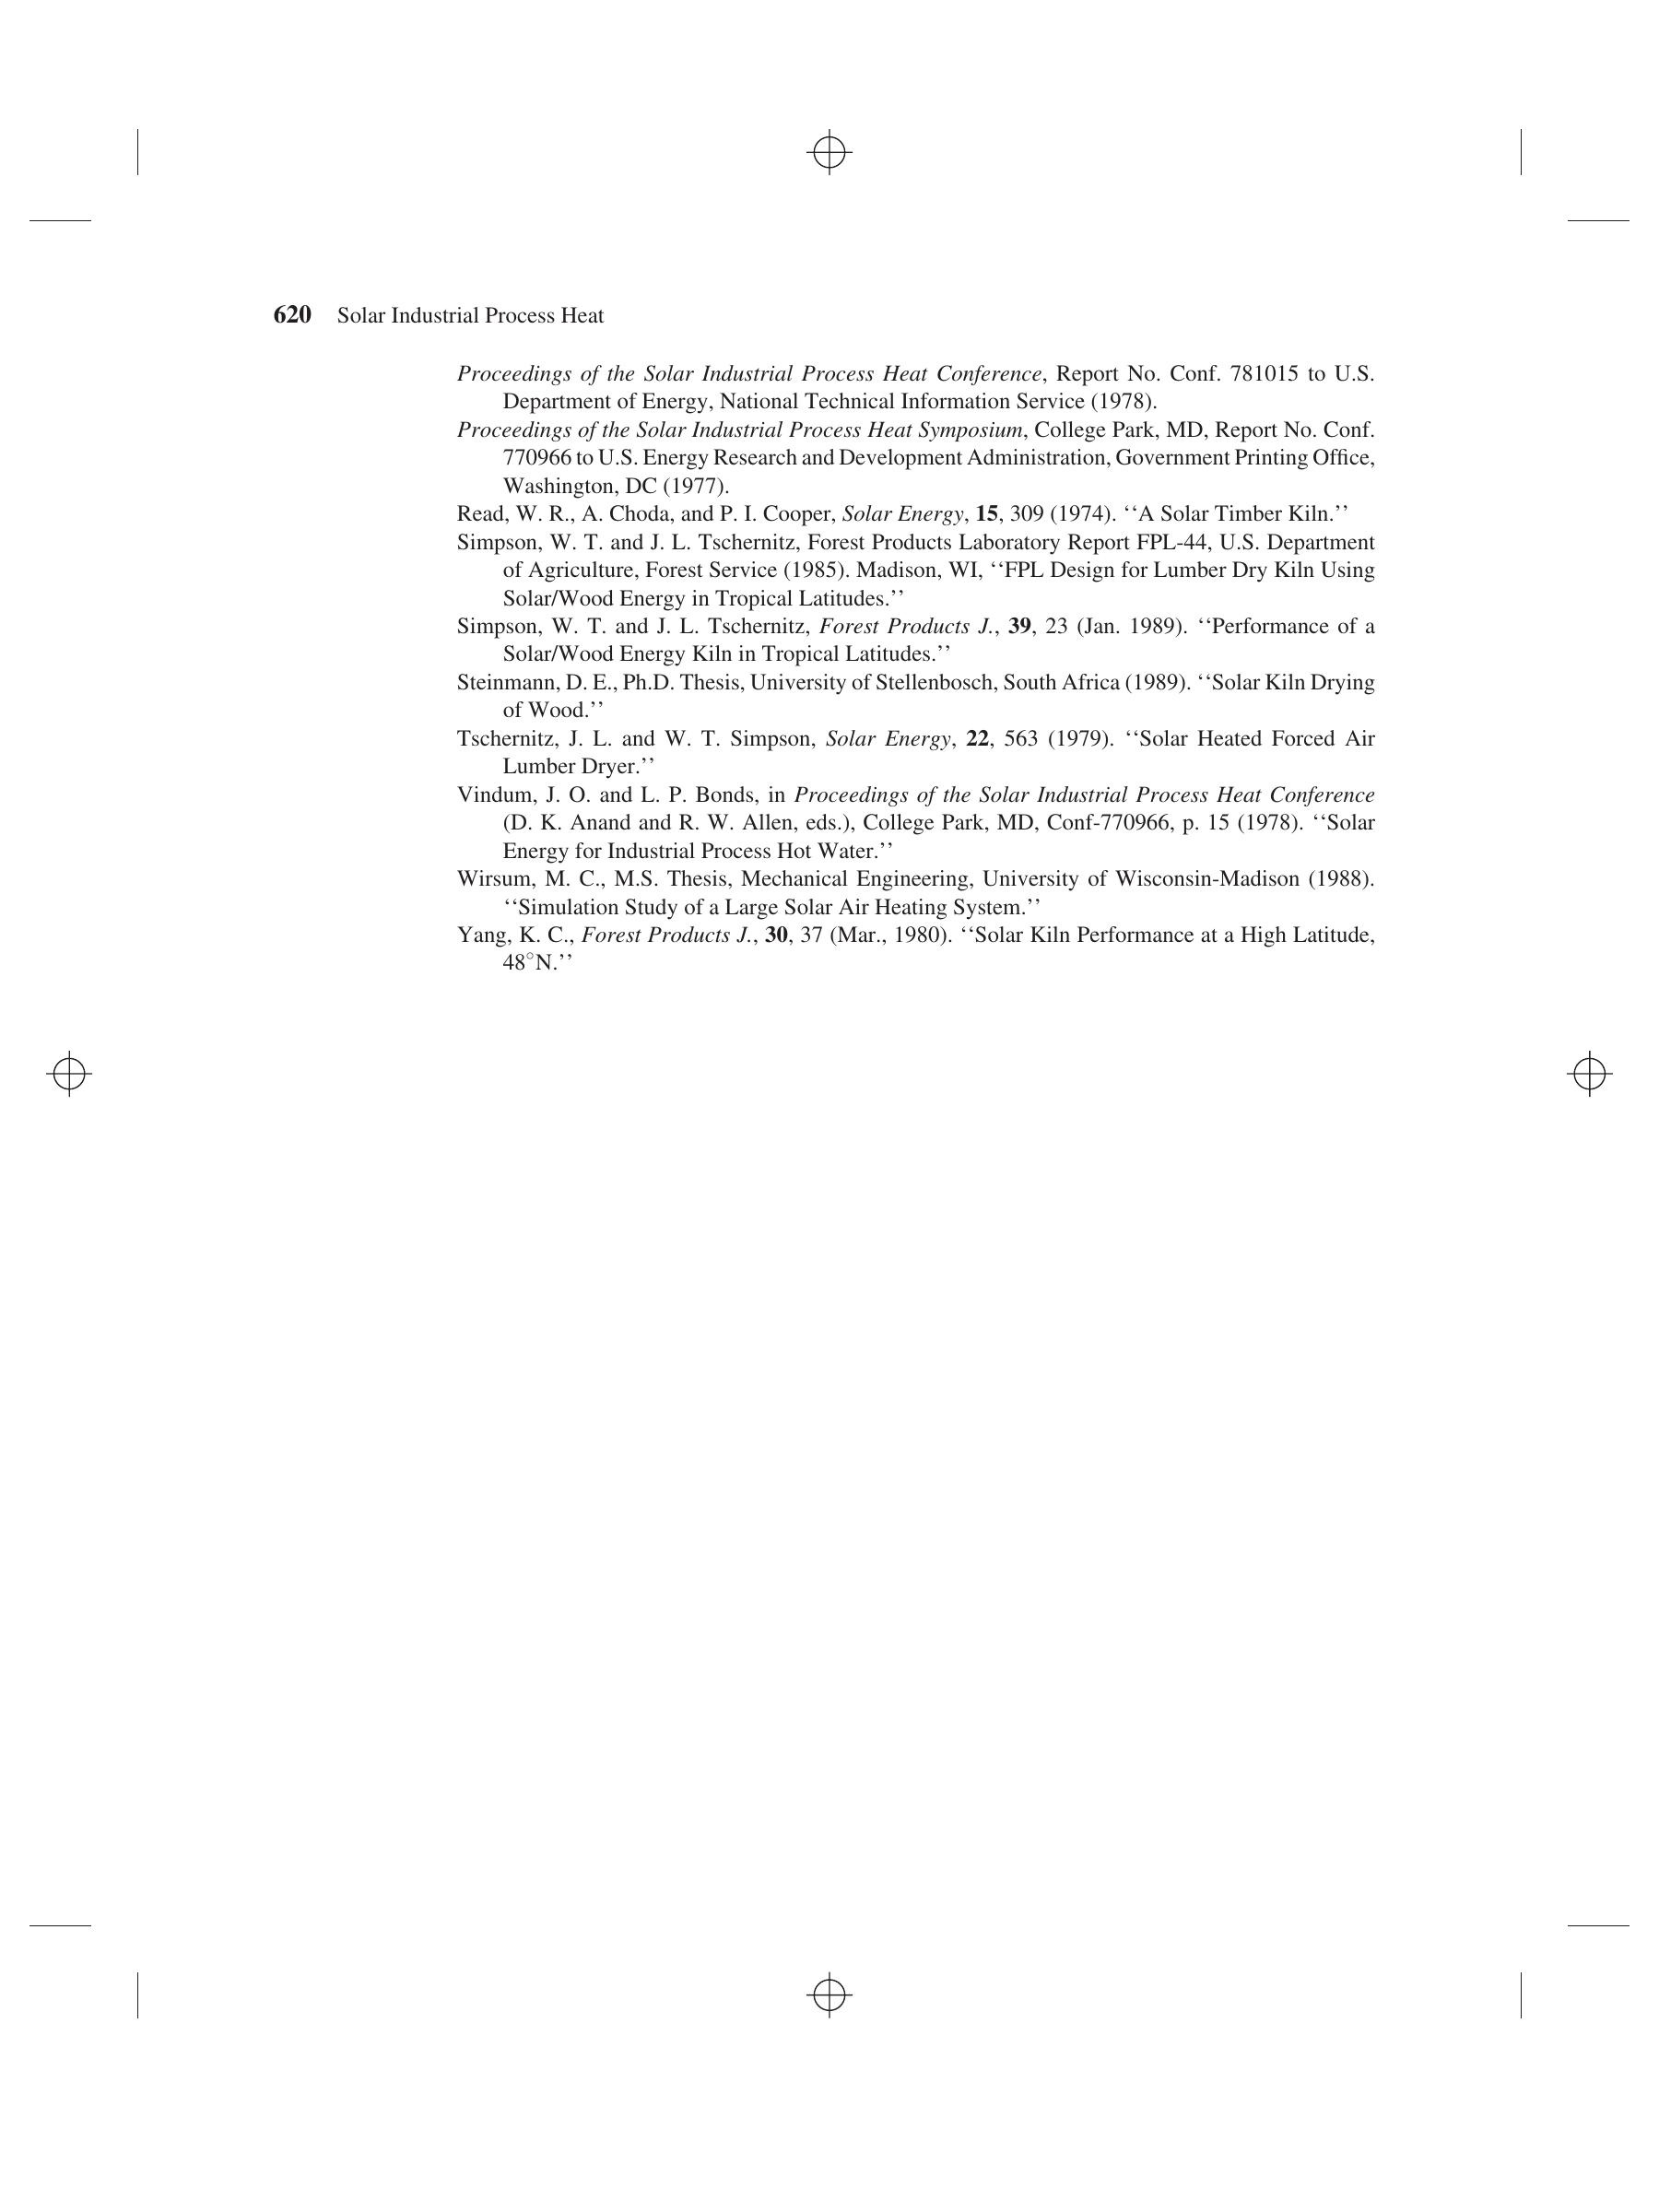 620 Solar Industrial Process Heat
Proceedings of the Solar Industrial Process Heat Conference, Report No. Conf. 781015 to U.S.
Department of Energy, National Technical Information Service (1978).
Proceedings of the Solar Industrial Process Heat Symposium, College Park, MD, Report No. Conf.
770966 to U.S. Energy Research and Development Administration, Government Printing Office,
Washington, DC (1977).
Read, W. R., A. Choda, and P. I. Cooper, Solar Energy, 15, 309 (1974). ‘‘A Solar Timber Kiln.’’
Simpson, W. T. and J. L. Tschernitz, Forest Products Laboratory Report FPL-44, U.S. Department
of Agriculture, Forest Service (1985). Madison, WI, ‘‘FPL Design for Lumber Dry Kiln Using
Solar/Wood Energy in Tropical Latitudes.’’
Simpson, W. T. and J. L. Tschernitz, Forest Products J., 39, 23 (Jan. 1989). ‘‘Performance of a
Solar/Wood Energy Kiln in Tropical Latitudes.’’
Steinmann, D. E., Ph.D. Thesis, University of Stellenbosch, South Africa (1989). ‘‘Solar Kiln Drying
of Wood.’’
Tschernitz, J. L. and W. T. Simpson, Solar Energy, 22, 563 (1979). ‘‘Solar Heated Forced Air
Lumber Dryer.’’
Vindum, J. O. and L. P. Bonds, in Proceedings of the Solar Industrial Process Heat Conference
(D. K. Anand and R. W. Allen, eds.), College Park, MD, Conf-770966, p. 15 (1978). ‘‘Solar
Energy for Industrial Process Hot Water.’’
Wirsum, M. C., M.S. Thesis, Mechanical Engineering, University of Wisconsin-Madison (1988).
‘‘Simulation Study of a Large Solar Air Heating System.’’
Yang, K. C., Forest Products J., 30, 37 (Mar., 1980). ‘‘Solar Kiln Performance at a High Latitude,
48°N.’’